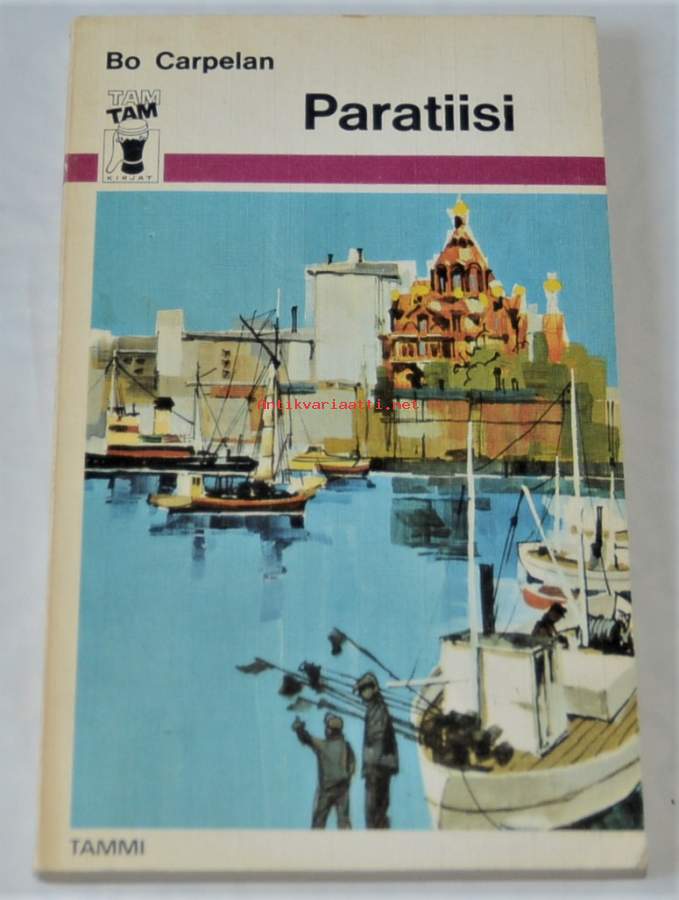 Bo Carpelan
TAM
TAM
KIRJAT
Paratiisi
Antikvariaatti.net
TAMMI